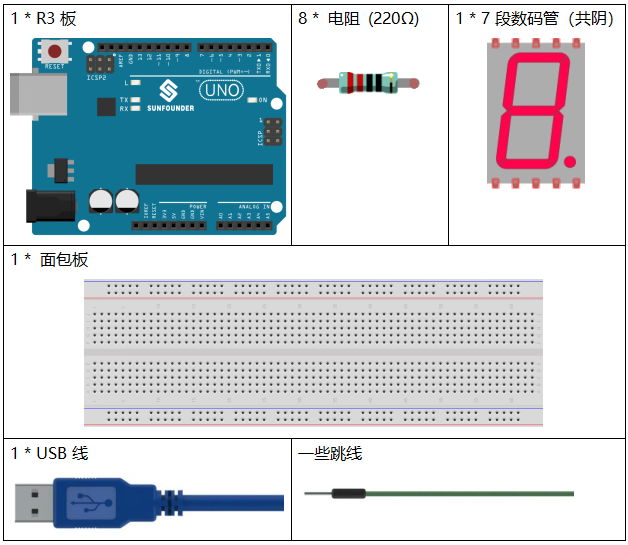 1 * R3 板
8 * 电阻 (220Ω)
1 * 7 段数码管（共阴）
RESET
ICSP2
AREF
GND
13
12
~11
~10
~9
8
7
~6
~5
4
~3
2
TX▸1
RX◂0
DIGITAL (PWM~)
L
TX
RX
SUNFOUNDER
UNO
ON
ICSP
1
POWER
ANALOG IN
IOREF
RESET
3V3
5V
GND
GND
VIN
A0
A1
A2
A3
A4
A5
1 * 面包板
1 * USB 线
一些跳线